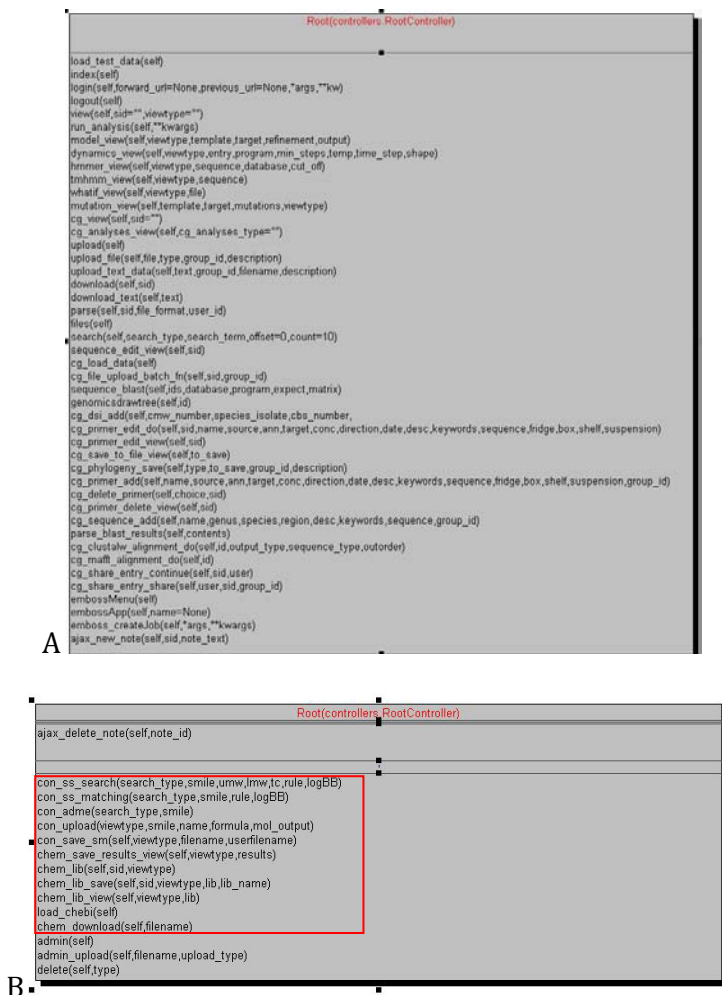 Root(controllers.RootController)
load_test_data(self)
index(self)
login(self,forward_url=None,previous_url=None,*args,**kw)
logout(self)
view(self,sid="",viewtype="")
run_analysis(self,**kwargs)
model_view(self,viewtype,template,target,refinement,output)
dynamics_view(self,viewtype,entry,program,min_steps,temp,time_step,shape)
hmmer_view(self,viewtype,sequence,database,cut_off)
tmhmm_view(self,viewtype,sequence)
whatif_view(self,viewtype,file)
mutation_view(self,template,target,mutations,viewtype)
cg_view(self,sid="")
cg_analyses_view(self,cg_analyses_type="")
upload(self)
upload_file(self,file,type,group_id,description)
upload_text_data(self,text,group_id,filename,description)
download(self,sid)
download_text(self,text)
parse(self,sid,file_format,user_id)
files(self)
search(self,search_type,search_term,offset=0,count=10)
sequence_edit_view(self,sid)
cg_load_data(self)
cg_file_upload_batch_fn(self,sid,group_id)
sequence_blast(self,ids,database,program,expect,matrix)
genomicsdrawtree(self,id)
cg_dsi_add(self,cmw_number,species_isolate,cbs_number,
cg_primer_edit_do(self,sid,name,source,ann,target,conc,direction,date,desc,keywords,sequence,fridge,box,shelf,suspension)
cg_primer_edit_view(self,sid)
cg_save_to_file_view(self,to_save)
cg_phylogeny_save(self,type,to_save,group_id,description)
cg_primer_add(self,name,source,ann,target,conc,direction,date,desc,keywords,sequence,fridge,box,shelf,suspension,group_id)
cg_delete_primer(self,choice,sid)
cg_primer_delete_view(self,sid)
cg_sequence_add(self,name,genus,species,region,desc,keywords,sequence,group_id)
parse_blast_results(self,contents)
cg_clustalw_alignment_do(self,id,output_type,sequence_type,outorder)
cg_mafft_alignment_do(self,id)
cg_share_entry_continue(self,sid,user)
cg_share_entry_share(self,user,sid,group_id)
embossMenu(self)
embossApp(self,name=None)
emboss_createJob(self,*args,**kwargs)
ajax_new_note(self,sid,note_text)
A
Root(controllers.RootController)
ajax_delete_note(self,note_id)
con_ss_search(search_type,smile,umw,lmw,tc,rule,logBB)
con_ss_matching(search_type,smile,rule,logBB)
con_adme(search_type,smile)
con_upload(viewtype,smile,name,formula,mol_output)
con_save_sm(self,viewtype,filename,userfilename)
chem_save_results_view(self,viewtype,results)
chem_lib(self,sid,viewtype)
chem_lib_save(self,sid,viewtype,lib,lib_name)
chem_lib_view(self,viewtype,lib)
load_chebi(self)
chem_download(self,filename)
admin(self)
admin_upload(self,filename,upload_type)
delete(self,type)
B